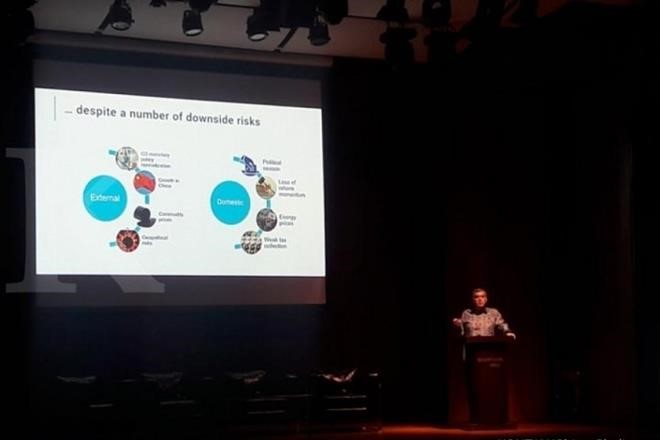 ... despite a number of downside risks
External
G3 monetary
policy
normalization
Growth in
China
Commodity
prices
Geopolitical
risks
Domestic
Political
season
Loss of
reform
momentum
Energy
prices
Weak tax
collection